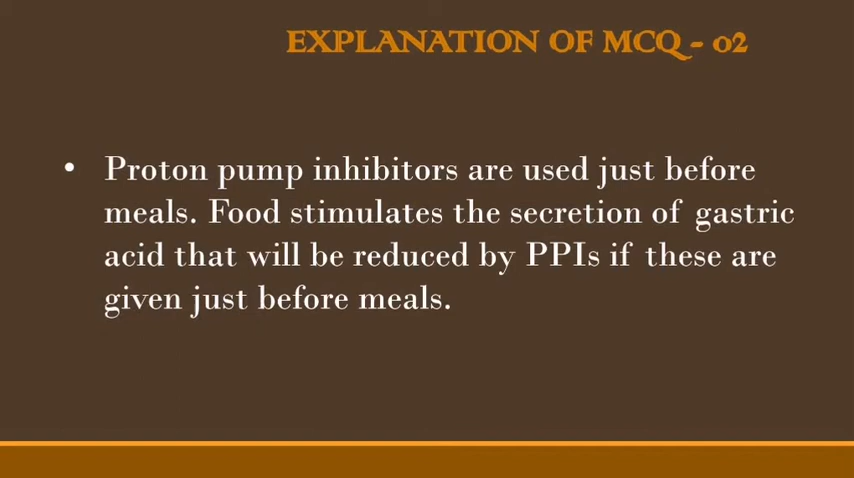 EXPLANATION OF MCQ - 02
• Proton pump inhibitors are used just before
meals. Food stimulates the secretion of gastric
acid that will be reduced by PPIs if these are
given just before meals.